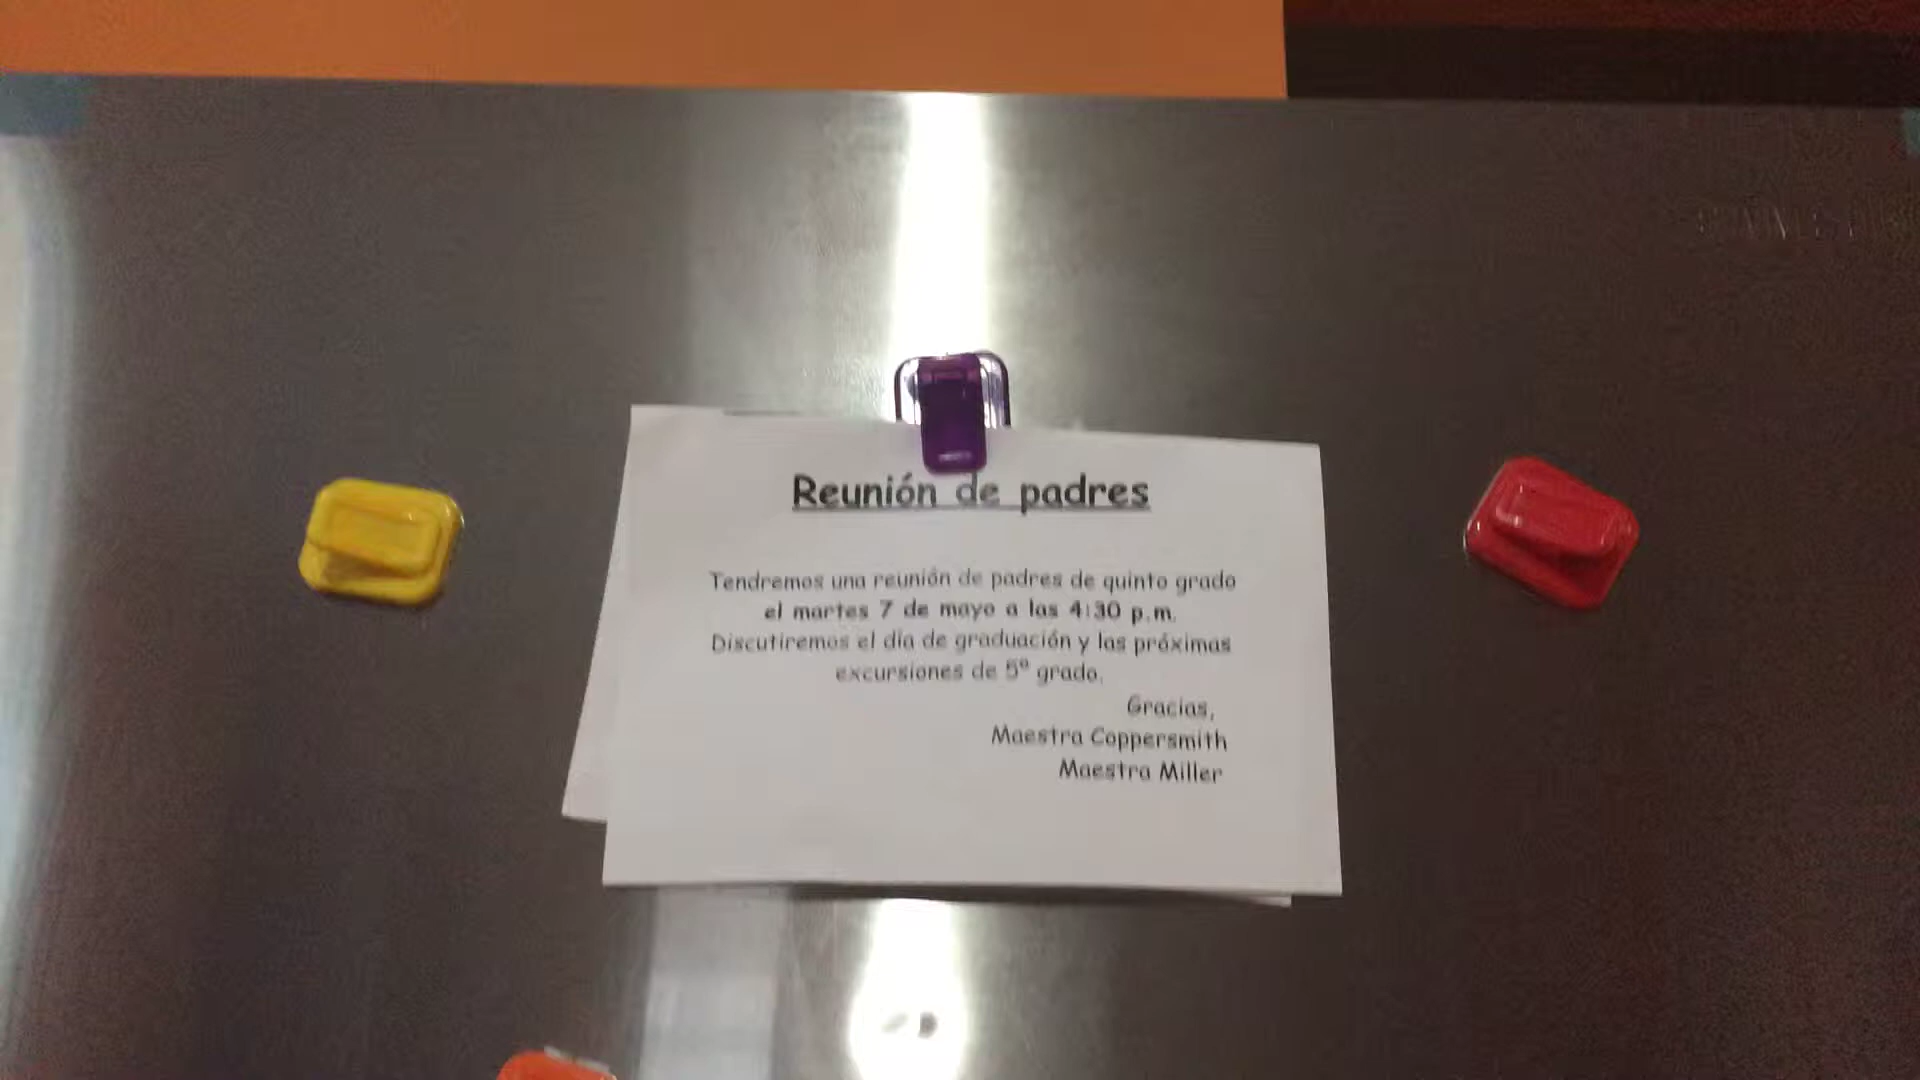 Reunión de padres
Tendremos una reunión de padres de quinto grado
el martes 7 de mayo a las 4:30 p.m.
Discutiremos el día de graduación y las próximas
excursiones de 5º grado.
Gracias,
Maestra Coppersmith
Maestra Miller